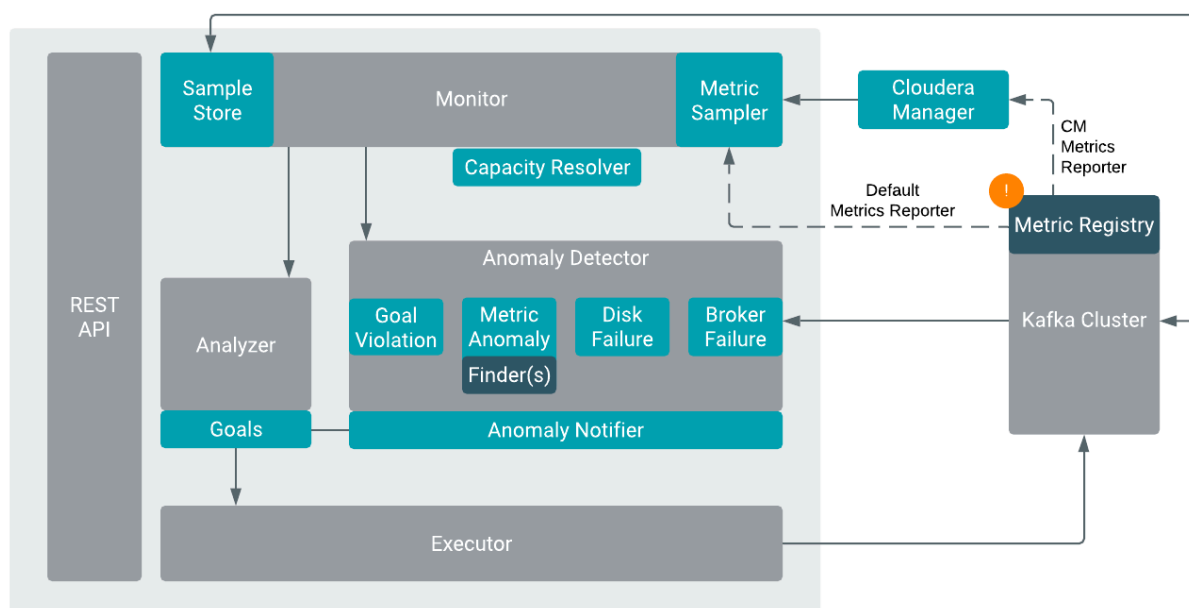 REST
API
Sample
Store
Monitor
Metric
Sampler
Capacity Resolver
Cloudera
Manager
CM
Metrics
Reporter
Default
Metrics Reporter
!
Metric Registry
Kafka Cluster
Anomaly Detector
Goal
Violation
Metric
Anomaly
Finder(s)
Disk
Failure
Broker
Failure
Anomaly Notifier
Analyzer
Goals
Executor